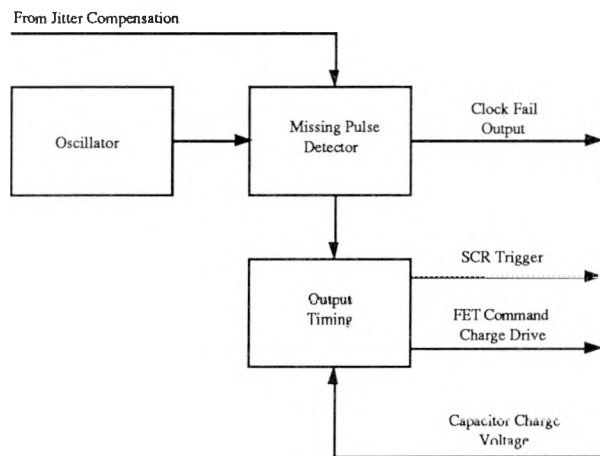 From Jitter Compensation
Oscillator
Missing Pulse
Detector
Clock Fail
Output
Output
Timing
SCR Trigger
FET Command
Charge Drive
Capacitor Charge
Voltage